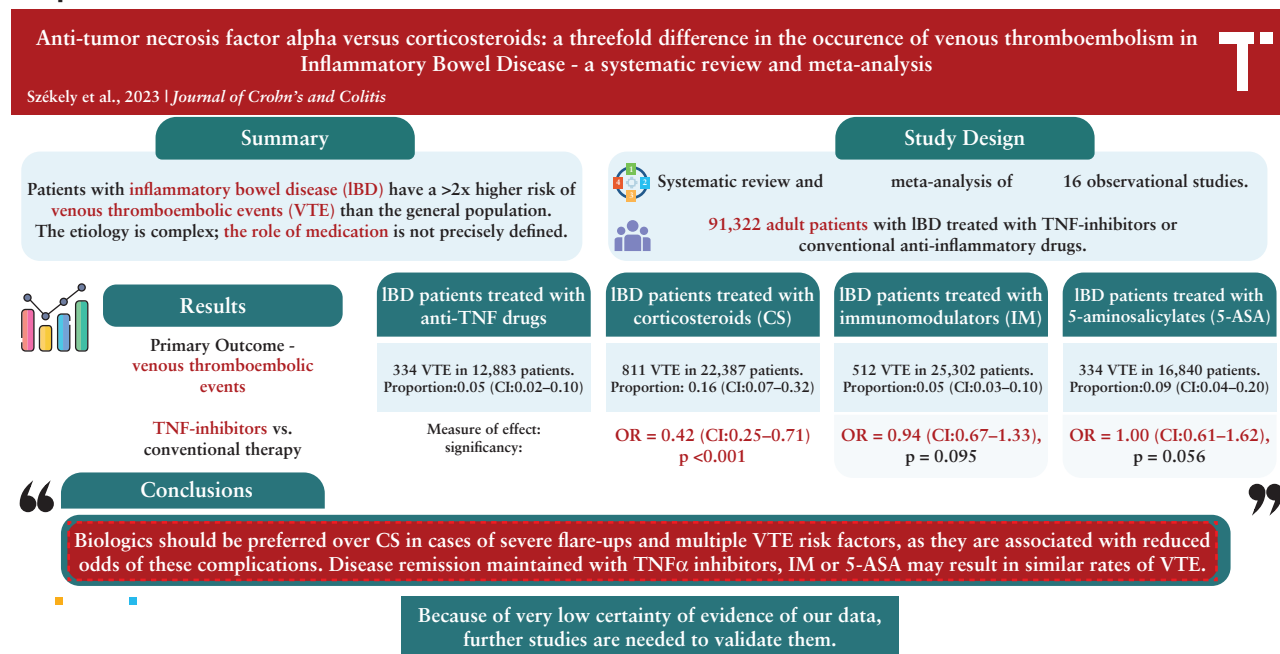 Anti-tumor necrosis factor alpha versus corticosteroids: a threefold difference in the occurence of venous thromboembolism in
Inflammatory Bowel Disease - a systematic review and meta-analysis
Székely et al., 2023 | Journal of Crohn's and Colitis
T
Summary
Patients with inflammatory bowel disease (IBD) have a >2x higher risk of
venous thromboembolic events (VTE) than the general population.
The etiology is complex; the role of medication is not precisely defined.
Study Design
1
2
4
Systematic review and meta-analysis of 16 observational studies.
91,322 adult patients with IBD treated with TNF-inhibitors or
conventional anti-inflammatory drugs.
Results
Primary Outcome -
venous thromboembolic
events
TNF-inhibitors vs.
conventional therapy
IBD patients treated with
anti-TNF drugs
334 VTE in 12,883 patients.
Proportion:0.05 (CI:0.02–0.10)
Measure of effect:
significancy:
IBD patients treated with
corticosteroids (CS)
811 VTE in 22,387 patients.
Proportion: 0.16 (CI:0.07–0.32)
OR = 0.42 (CI:0.25–0.71)
p <0.001
IBD patients treated with
immunomodulators (IM)
512 VTE in 25,302 patients.
Proportion:0.05 (CI:0.03–0.10)
OR = 0.94 (CI:0.67–1.33),
p = 0.095
IBD patients treated with
5-aminosalicylates (5-ASA)
334 VTE in 16,840 patients.
Proportion:0.09 (CI:0.04–0.20)
OR = 1.00 (CI:0.61–1.62),
p = 0.056
Conclusions
“
”
Biologics should be preferred over CS in cases of severe flare-ups and multiple VTE risk factors, as they are associated with reduced
odds of these complications. Disease remission maintained with TNFα inhibitors, IM or 5-ASA may result in similar rates of VTE.
Because of very low certainty of evidence of our data,
further studies are needed to validate them.